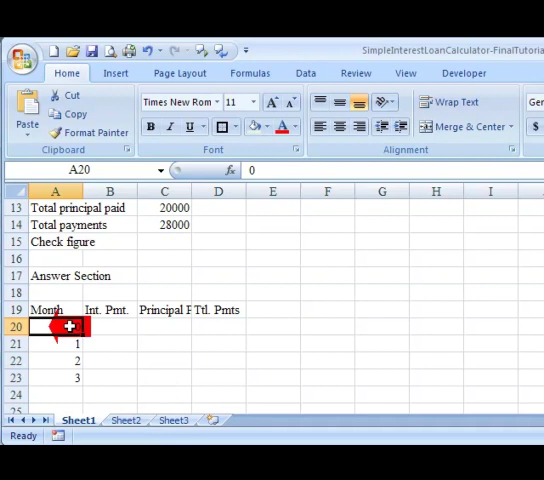 SimpleInterestLoanCalculator-FinalTutoria
Home Insert Page Layout Formulas Data Review View Developer
Cut
Copy
Format Painter
Paste
Times New Rom 11
A A
B I U A
Wrap Text
Merge & Center
Gen
$
Clipboard Font Alignment
A20 fx 0
A B C D E F G H I
13 Total principal paid 20000
14 Total payments 28000
15 Check figure
16
17 Answer Section
18
19 Month Int. Pmt. Principal P Ttl. Pmts
20
21 1
22 2
23 3
24
25
Sheet1 Sheet2 Sheet3
Ready